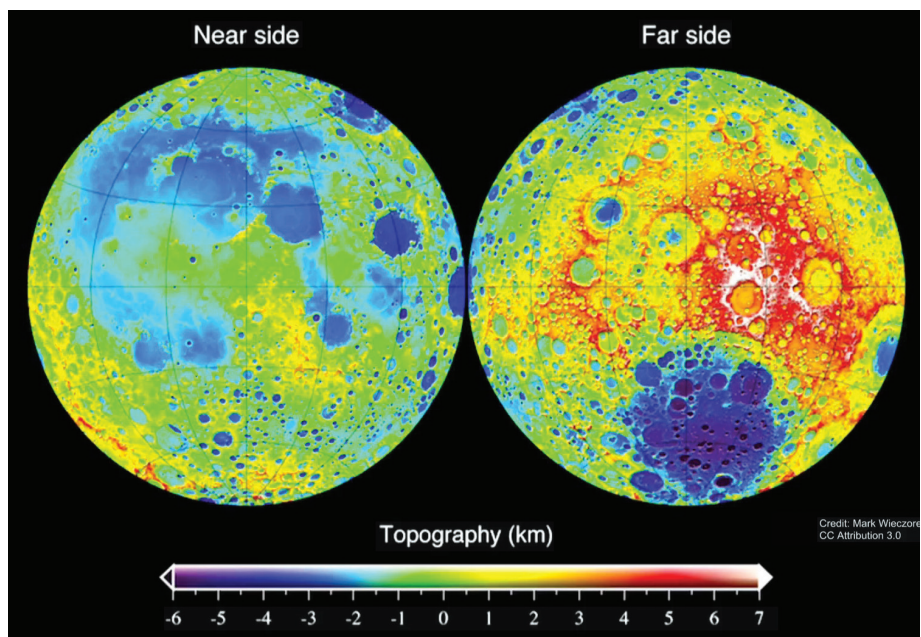 Near side
Far side
Topography (km)
Credit: Mark Wieczore
CC Attribution 3.0
-6 -5 -4 -3 -2 -1 0 1 2 3 4 5 6 7